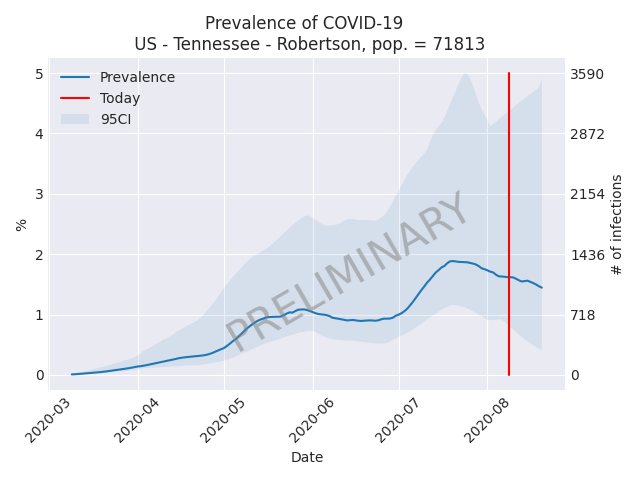 Prevalence of COVID-19
US - Tennessee - Robertson, pop. = 71813
Prevalence
Today
95CI
PRELIMINARY
%
5
4
3
2
1
0
3590
2872
2154
1436
718
0
# of infections
2020-03
2020-04
2020-05
2020-06
2020-07
2020-08
Date